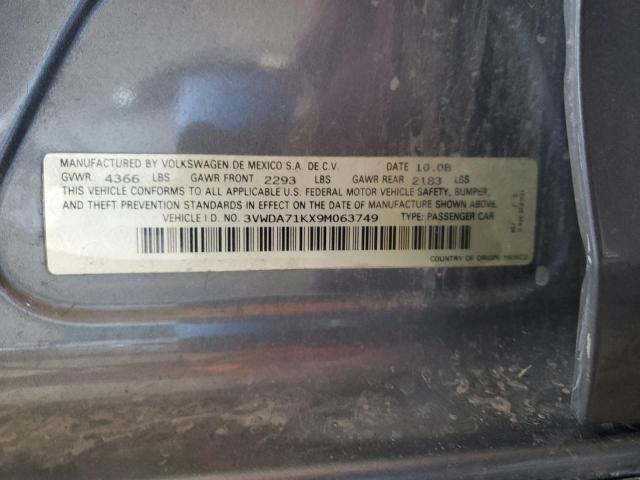 MANUFACTURED BY VOLKSWAGEN DE MEXICO S.A. DE C.V. DATE 10.08
GVWR. 4366 LBS GAWR FRONT 2293 LBS GAWR REAR 2183 LBS
THIS VEHICLE CONFORMS TO ALL APPLICABLE U.S. FEDERAL MOTOR VEHICLE SAFETY, BUMPER,
AND THEFT PREVENTION STANDARDS IN EFFECT ON THE DATE OF MANUFACTURE SHOWN ABOVE.
VEHICLE I.D. NO. 3VWDA71KX9M063749 TYPE: PASSENGER CAR
COUNTRY OF ORIGIN: MEXICO